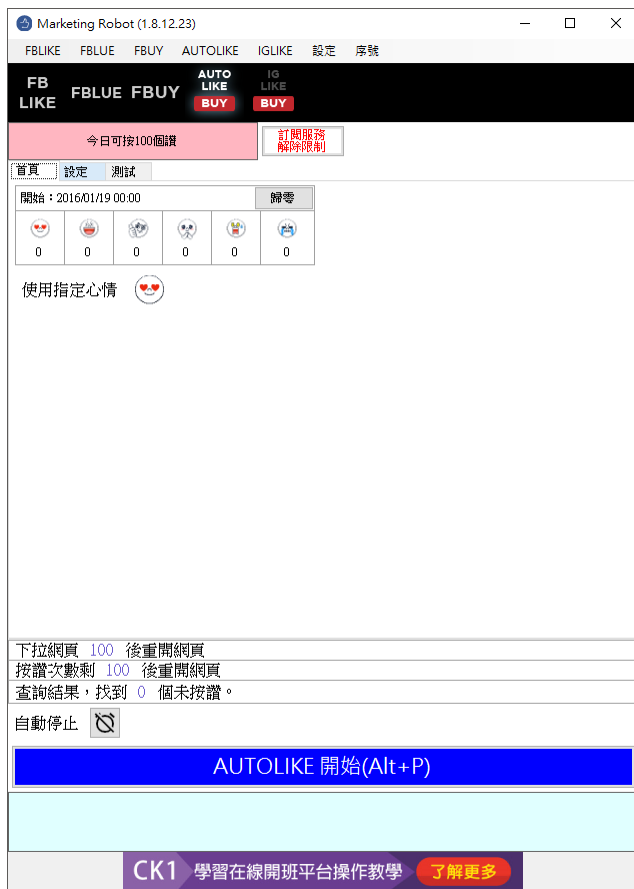 Marketing Robot (1.8.12.23)
FBLIKE FBLUE FBUY AUTOLIKE IGLIKE 設定 序號
FB LIKE
FBLUE
FBUY
AUTO LIKE
BUY
IG LIKE
BUY
今日可按100個讚
訂閱服務
解除限制
首頁 設定 測試
開始：2016/01/19 00:00 歸零
0 0 0 0 0 0
使用指定心情
下拉網頁 100 後重開網頁
按讚次數剩 100 後重開網頁
查詢結果，找到 0 個未按讚。
自動停止
AUTOLIKE 開始(Alt+P)
CK1 學習在線開班平台操作教學 了解更多